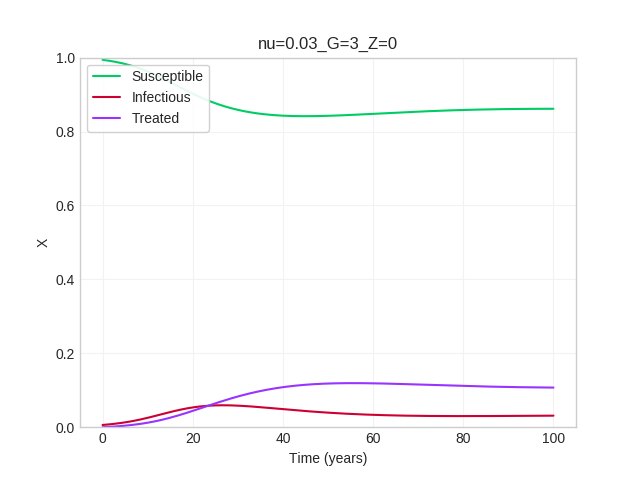 nu=0.03_G=3_Z=0
Susceptible
Infectious
Treated
X
1.0
0.8
0.6
0.4
0.2
0.0
0 20 40 60 80 100
Time (years)